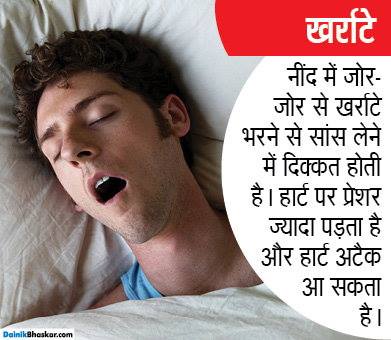 खर्राटे
नींद में जोर-
जोर से खर्राटे
भरने से सांस लेने
में दिक्कत होती
है। हार्ट पर प्रेशर
ज्यादा पड़ता है
और हार्ट अटैक
आ सकता
है।
DainikBhaskar.com